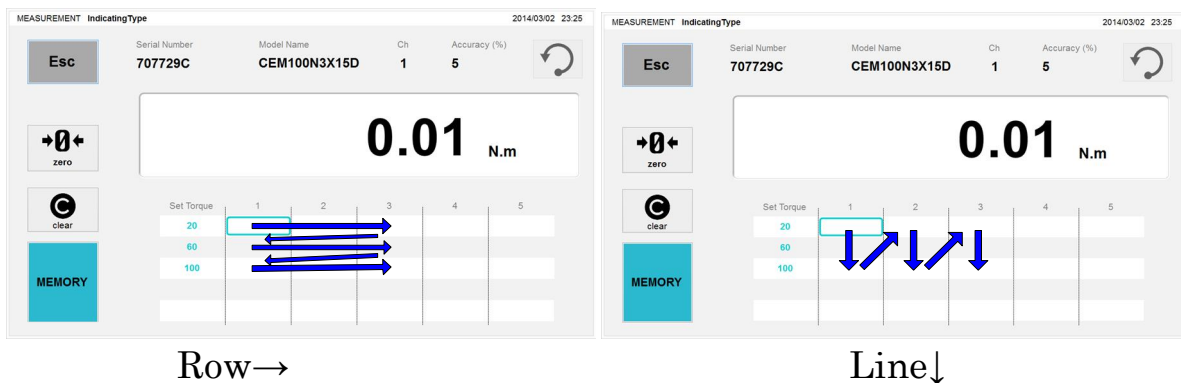 MEASUREMENT IndicatingType 2014/03/02 23:25
Esc
Serial Number Model Name Ch Accuracy (%)
707729C CEM100N3X15D 1 5
0.01 N.m
➔0←
zero
C
clear
MEMORY
Set Torque 1 2 3 4 5
20
60
100
Row→
MEASUREMENT IndicatingType 2014/03/02 23:25
Esc
Serial Number Model Name Ch Accuracy (%)
707729C CEM100N3X15D 1 5
0.01 N.m
➔0←
zero
C
clear
MEMORY
Set Torque 1 2 3 4 5
20
60
100
Line↓